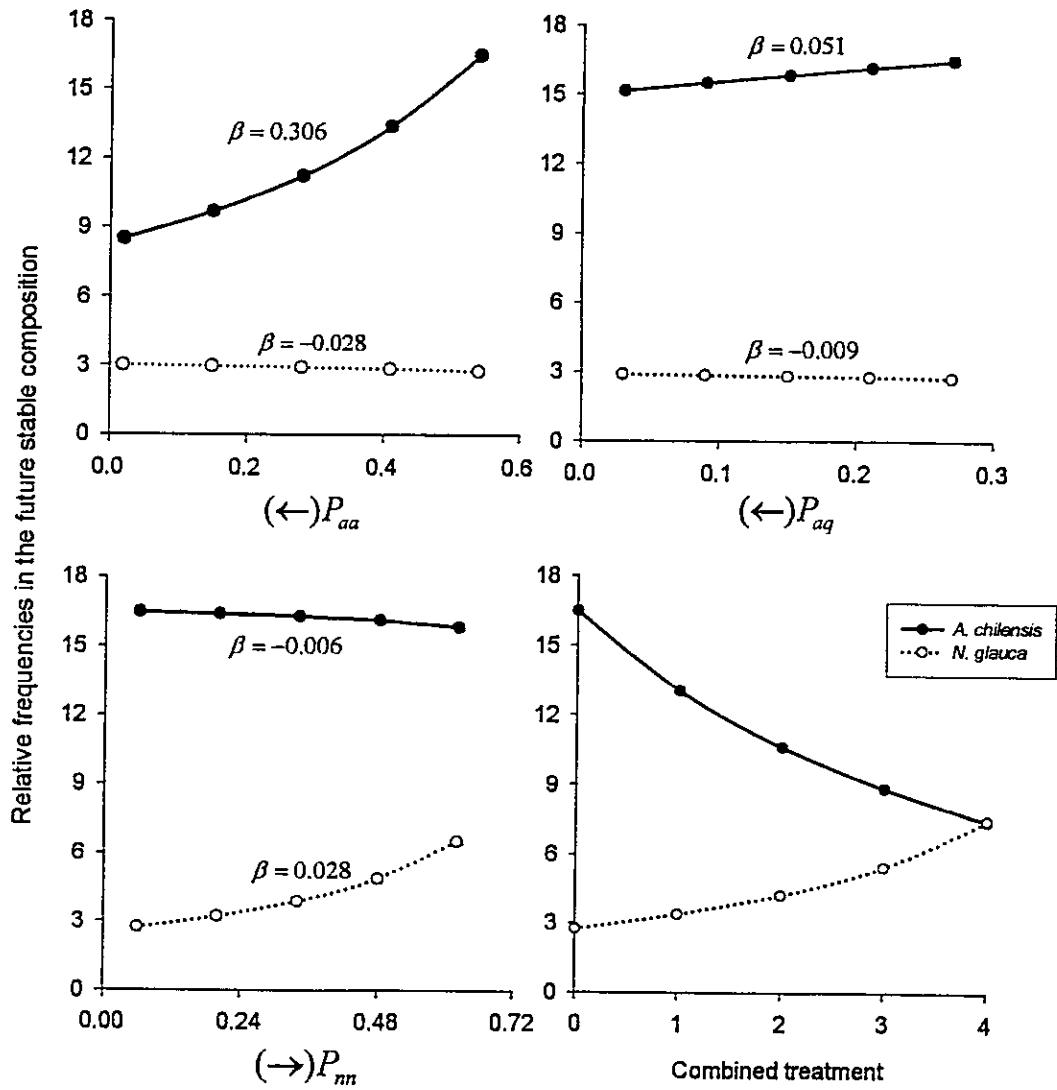 Relative frequencies in the future stable composition
18
15
12
9
6
3
0
β = 0.306
β = −0.028
0.0 0.2 0.4 0.6
(←)P_aa
18
15
12
9
6
3
0
β = 0.051
β = −0.009
0.0 0.1 0.2 0.3
(←)P_aq
18
15
12
9
6
3
0
β = −0.006
β = 0.028
0.00 0.24 0.48 0.72
(→)P_nn
18
15
12
9
6
3
0
A. chilensis
N. glauca
0 1 2 3 4
Combined treatment